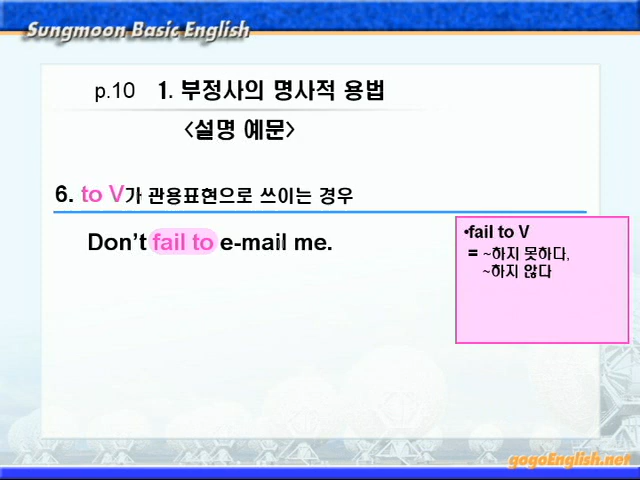 Sungmoon Basic English
p.10 1. 부정사의 명사적 용법
<설명 예문>
6. to V가 관용표현으로 쓰이는 경우
Don't fail to e-mail me.
•fail to V
= ~하지 못하다,
~하지 않다
gogoEnglish.net